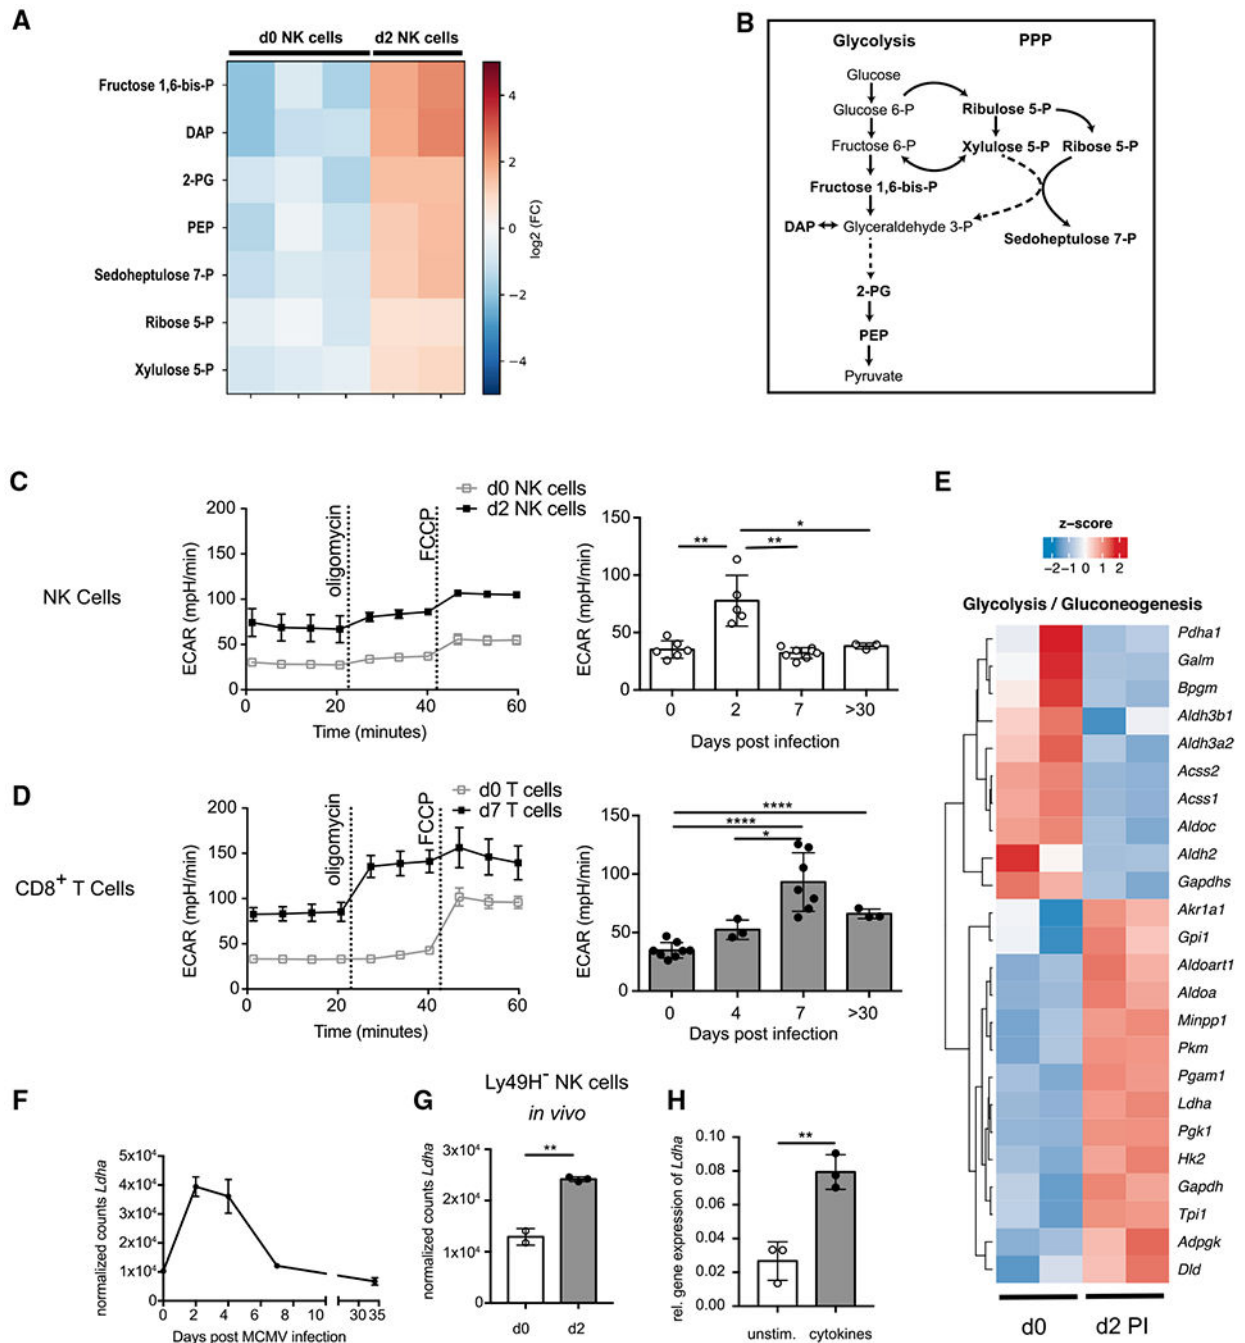 A
d0 NK cells
d2 NK cells
Fructose 1,6-bis-P
DAP
2-PG
PEP
Sedoheptulose 7-P
Ribose 5-P
Xylulose 5-P
4
2
0
−2
−4
log2 (FC)
B
Glycolysis
PPP
Glucose
Glucose 6-P
Ribulose 5-P
Fructose 6-P
Xylulose 5-P
Ribose 5-P
Fructose 1,6-bis-P
DAP
Glyceraldehyde 3-P
Sedoheptulose 7-P
2-PG
PEP
Pyruvate
C
NK Cells
d0 NK cells
d2 NK cells
oligomycin
FCCP
ECAR (mpH/min)
200
150
100
50
0
0 20 40 60
Time (minutes)
ECAR (mpH/min)
150
100
50
0
** ** *
0 2 7 >30
Days post infection
D
CD8+ T Cells
d0 T cells
d7 T cells
oligomycin
FCCP
ECAR (mpH/min)
200
150
100
50
0
0 20 40 60
Time (minutes)
ECAR (mpH/min)
150
100
50
0
****
****
*
0 4 7 >30
Days post infection
E
z−score
−2 −1 0 1 2
Glycolysis / Gluconeogenesis
Pdha1
Galm
Bpgm
Aldh3b1
Aldh3a2
Acss2
Acss1
Aldoc
Aldh2
Gapdhs
Akr1a1
Gpi1
Aldoart1
Aldoa
Minpp1
Pkm
Pgam1
Ldha
Pgk1
Hk2
Gapdh
Tpi1
Adpgk
Dld
d0 d2 PI
F
normalized counts Ldha
5x10⁴
4x10⁴
3x10⁴
2x10⁴
1x10⁴
0
0 2 4 6 8 10 30 35
Days post MCMV infection
G
Ly49H- NK cells
in vivo
normalized counts Ldha
3x10⁴
2x10⁴
1x10⁴
0
**
d0 d2
H
rel. gene expression of Ldha
0.10
0.08
0.06
0.04
0.02
0.00
**
unstim. cytokines